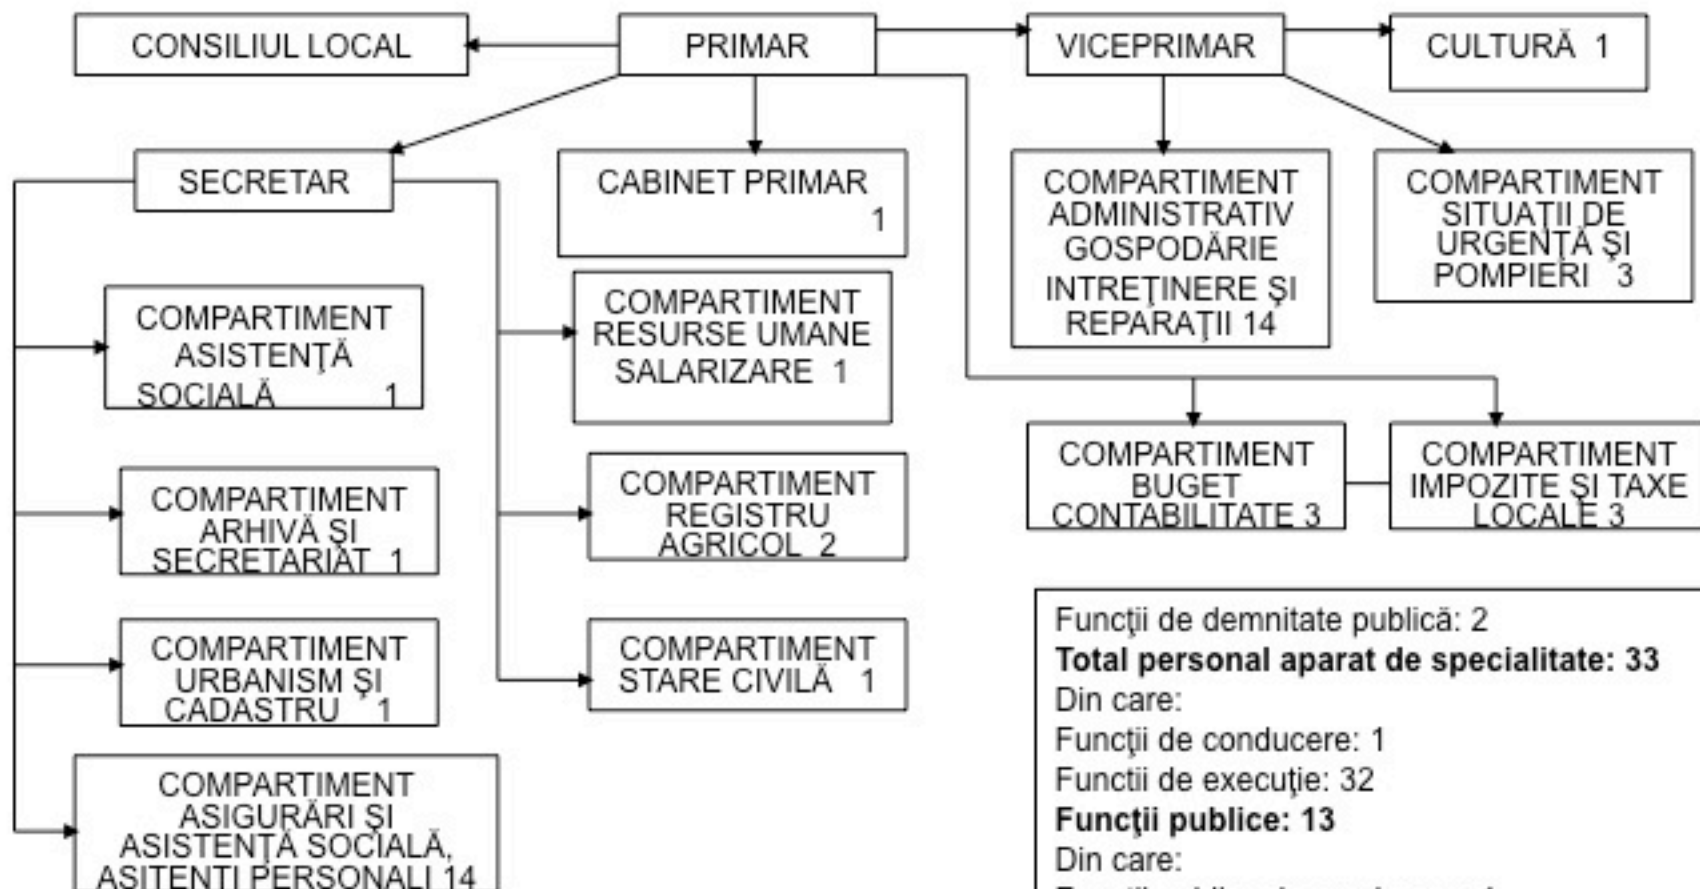 CONSILIUL LOCAL
PRIMAR
VICEPRIMAR
CULTURĂ 1
SECRETAR
CABINET PRIMAR
1
COMPARTIMENT
ADMINISTRATIV
GOSPODĂRIE
INTREŢINERE ŞI
REPARAŢII 14
COMPARTIMENT
SITUAŢII DE
URGENŢĂ ŞI
POMPIERI 3
COMPARTIMENT
ASISTENŢĂ
SOCIALĂ 1
COMPARTIMENT
RESURSE UMANE
SALARIZARE 1
COMPARTIMENT
ARHIVĂ ŞI
SECRETARIAT 1
COMPARTIMENT
REGISTRU
AGRICOL 2
COMPARTIMENT
BUGET
CONTABILITATE 3
COMPARTIMENT
IMPOZITE ŞI TAXE
LOCALE 3
COMPARTIMENT
URBANISM ŞI
CADASTRU 1
COMPARTIMENT
STARE CIVILĂ 1
COMPARTIMENT
ASIGURĂRI ŞI
ASISTENŢĂ SOCIALĂ,
ASITENTI PERSONALI 14
Funcţii de demnitate publică: 2
Total personal aparat de specialitate: 33
Din care:
Funcţii de conducere: 1
Functii de execuţie: 32
Funcţii publice: 13
Din care: